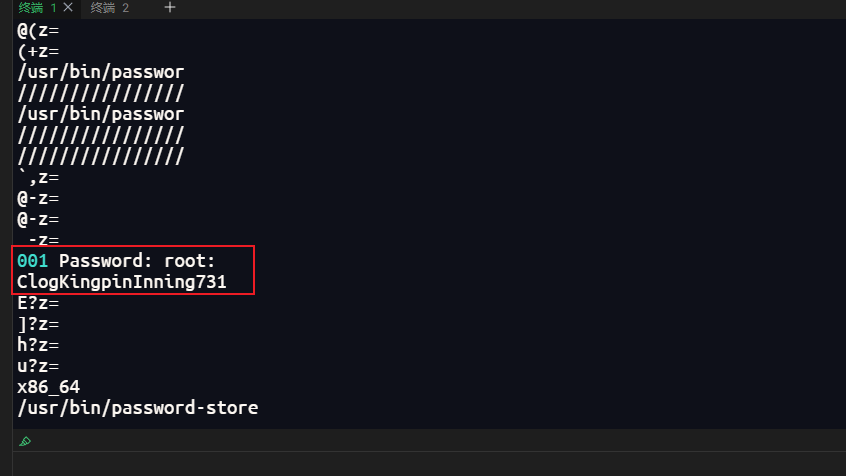 终端 1 × 终端 2 +
@(z=
(+z=
/usr/bin/passwor
////////////////
/usr/bin/passwor
////////////////
////////////////
`,z=
@-z=
@-z=
-z=
001 Password: root:
ClogKingpinInning731
E?z=
]?z=
h?z=
u?z=
x86_64
/usr/bin/password-store